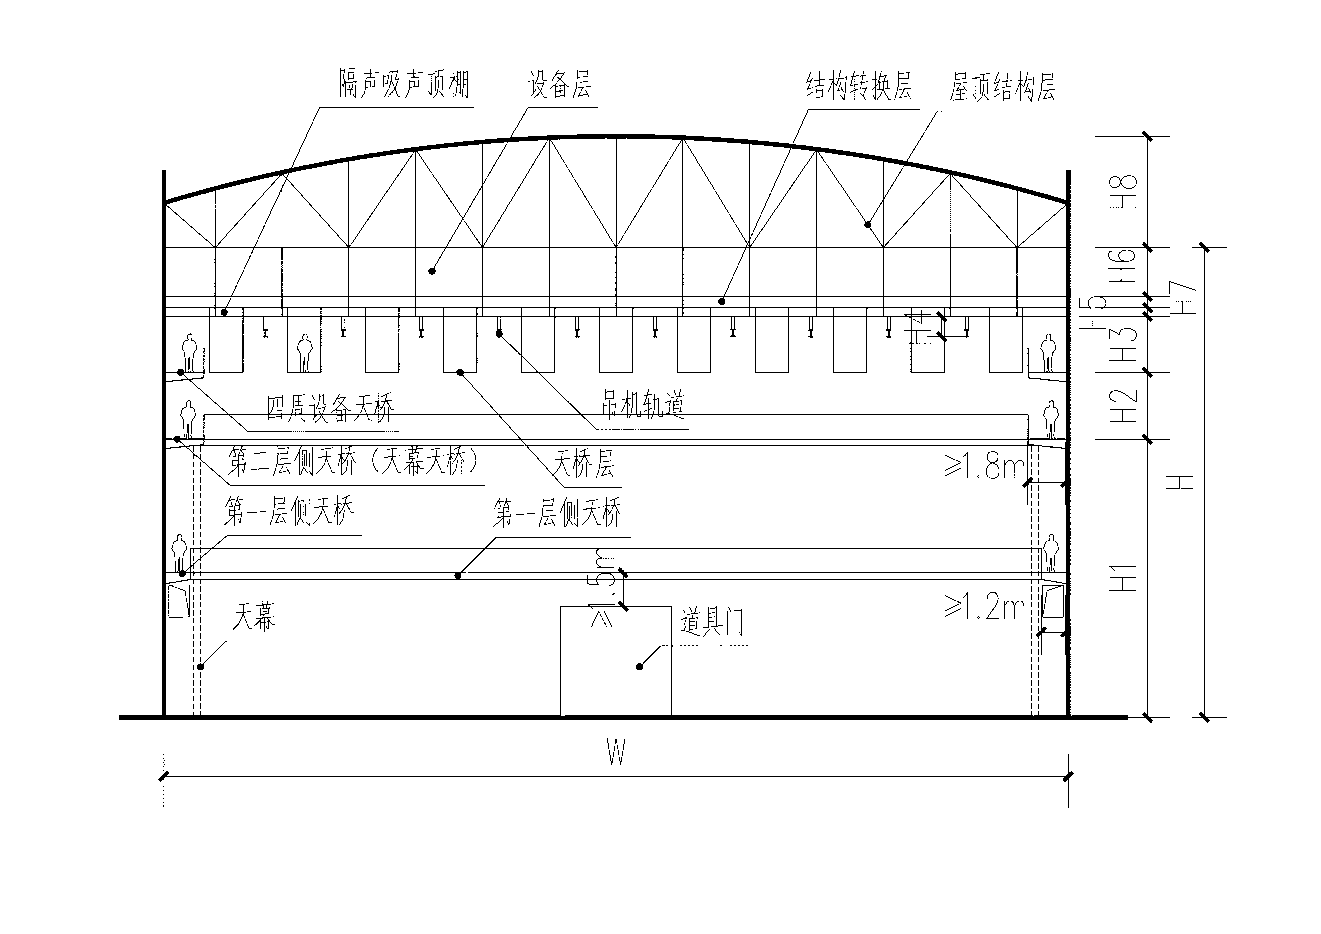 隔声吸声顶棚
设备层
结构转换层
屋顶结构层
H8
H6
H7
H5
H4
H3
四周设备天桥
吊机轨道
H2
第二层侧天桥（天幕天桥）
天桥层
≥1.8m
H
第一层侧天桥
第一层侧天桥
≥1.5m
H1
≥1.2m
天幕
道具门
W